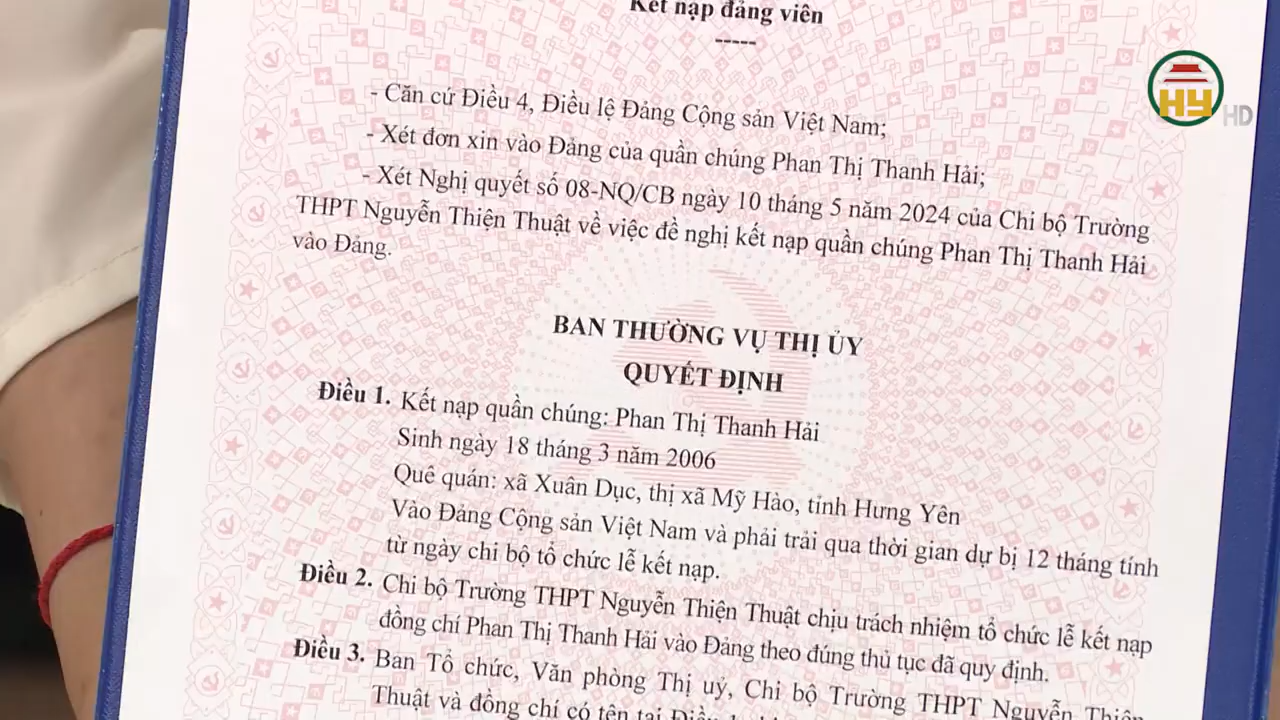 Kết nạp đảng viên
-----
- Căn cứ Điều 4, Điều lệ Đảng Cộng sản Việt Nam;
- Xét đơn xin vào Đảng của quần chúng Phan Thị Thanh Hải;
- Xét Nghị quyết số 08-NQ/CB ngày 10 tháng 5 năm 2024 của Chi bộ Trường
THPT Nguyễn Thiện Thuật về việc đề nghị kết nạp quần chúng Phan Thị Thanh Hải
vào Đảng.
BAN THƯỜNG VỤ THỊ ỦY
QUYẾT ĐỊNH
Điều 1. Kết nạp quần chúng: Phan Thị Thanh Hải
Sinh ngày 18 tháng 3 năm 2006
Quê quán: xã Xuân Dục, thị xã Mỹ Hào, tỉnh Hưng Yên
Vào Đảng Cộng sản Việt Nam và phải trải qua thời gian dự bị 12 tháng tính
từ ngày chi bộ tổ chức lễ kết nạp.
Điều 2. Chi bộ Trường THPT Nguyễn Thiện Thuật chịu trách nhiệm tổ chức lễ kết nạp
đồng chí Phan Thị Thanh Hải vào Đảng theo đúng thủ tục đã quy định.
Điều 3. Ban Tổ chức, Văn phòng Thị uỷ, Chi bộ Trường THPT Nguyễn Thiện
Thuật và đồng chí có tên tại Điều 1
HY HD